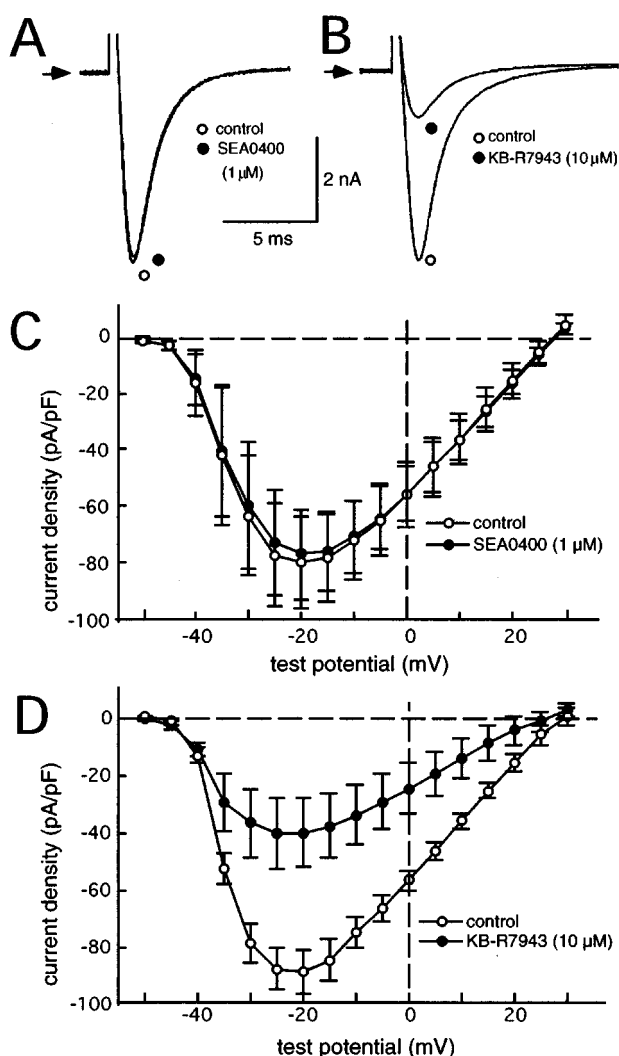 A
B
control
SEA0400
(1 µM)
2 nA
5 ms
control
KB-R7943 (10 µM)
C
0
-20
-40
-60
-80
-100
current density (pA/pF)
control
SEA0400 (1 µM)
-40
-20
0
20
test potential (mV)
D
0
-20
-40
-60
-80
-100
current density (pA/pF)
control
KB-R7943 (10 µM)
-40
-20
0
20
test potential (mV)